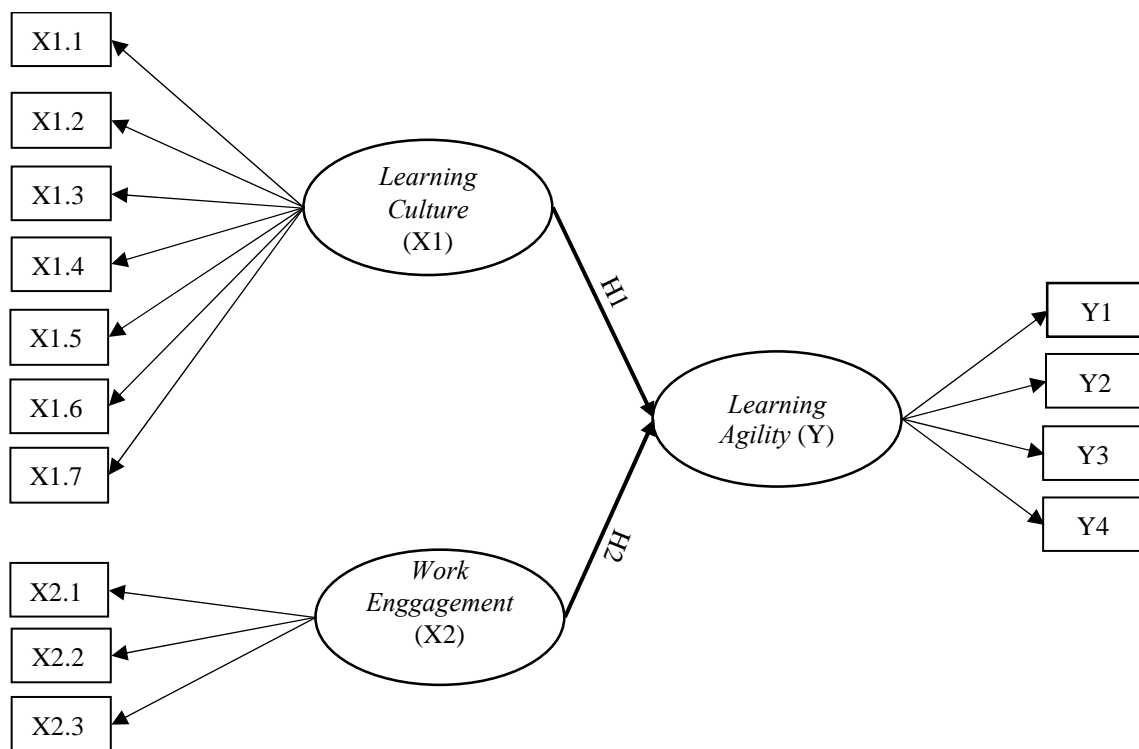 X1.1
X1.2
X1.3
X1.4
X1.5
X1.6
X1.7
Learning
Culture
(X1)
H1
Learning
Agility (Y)
Y1
Y2
Y3
Y4
H2
Work
Enggagement
(X2)
X2.1
X2.2
X2.3